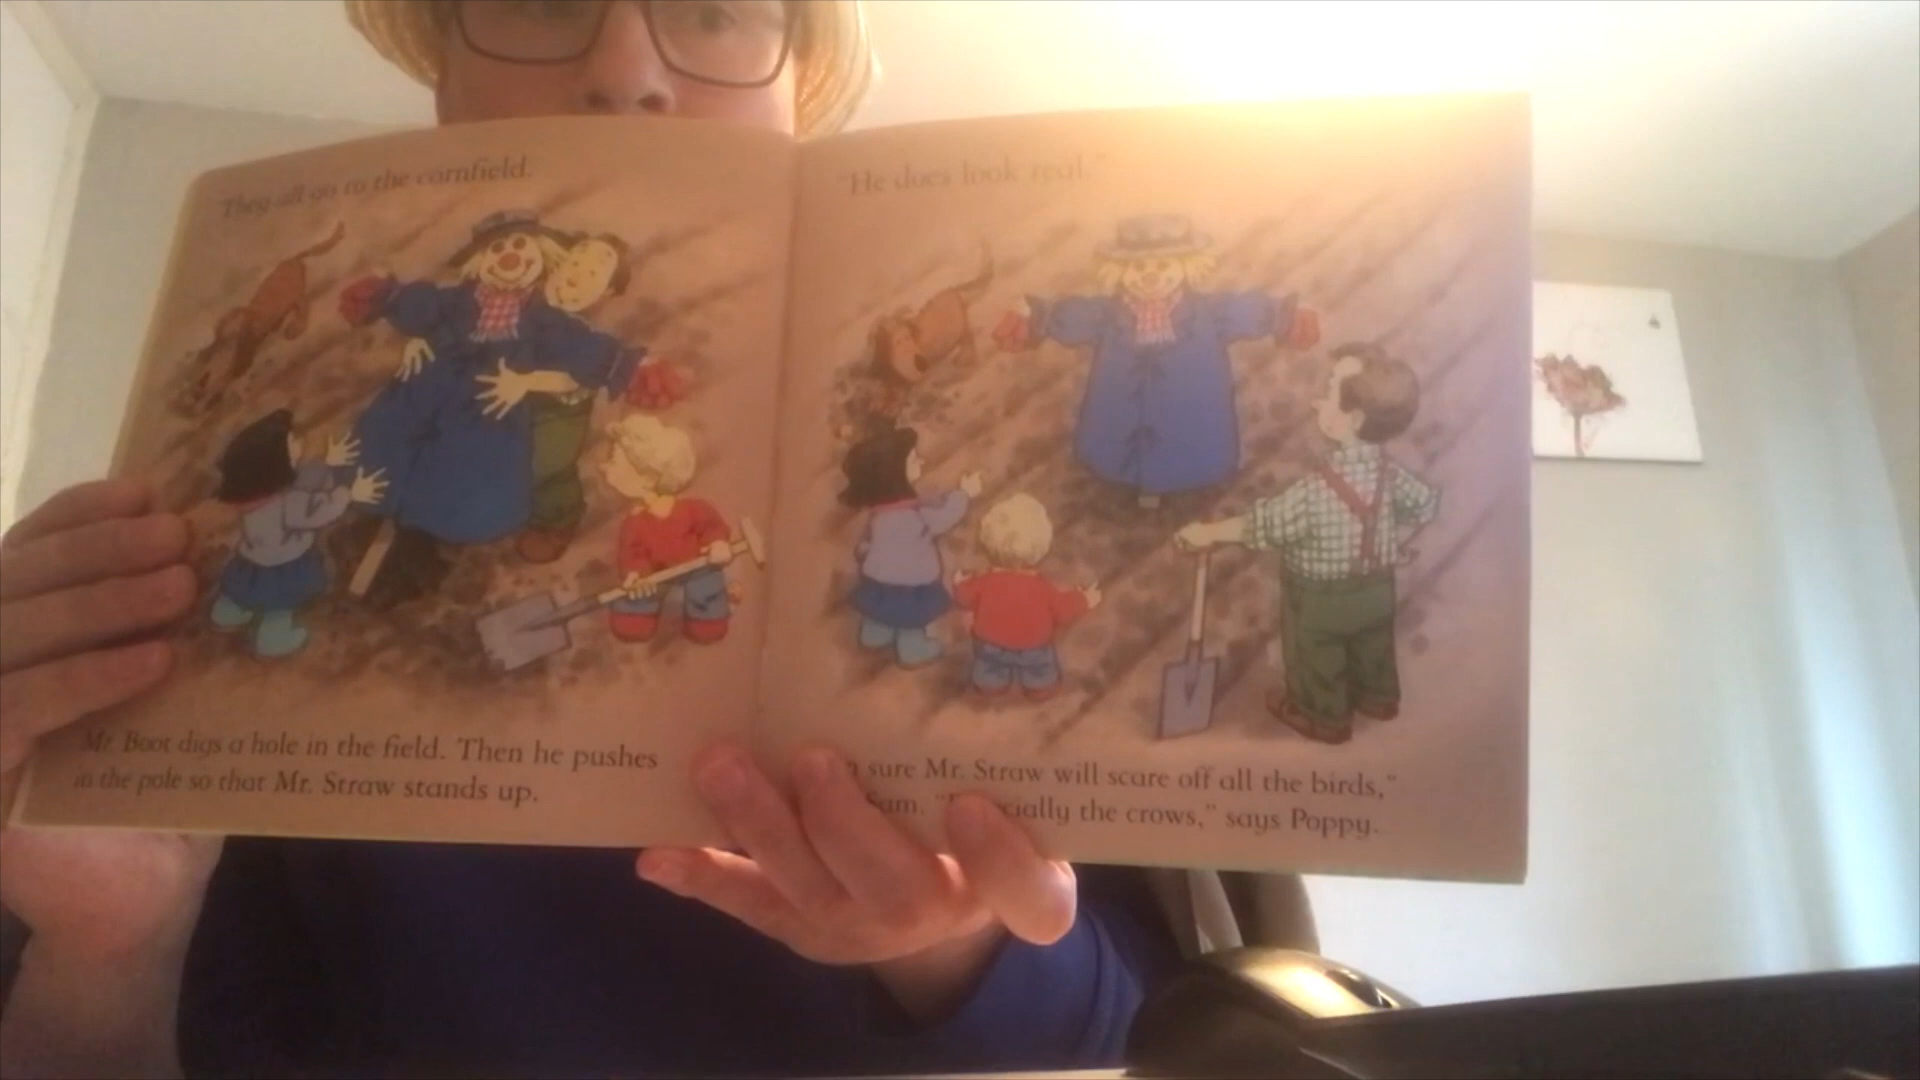 They all go to the cornfield.
Mr. Boot digs a hole in the field. Then he pushes
in the pole so that Mr. Straw stands up.
"He does look real."
sure Mr. Straw will scare off all the birds,"
Sam. " cially the crows," says Poppy.